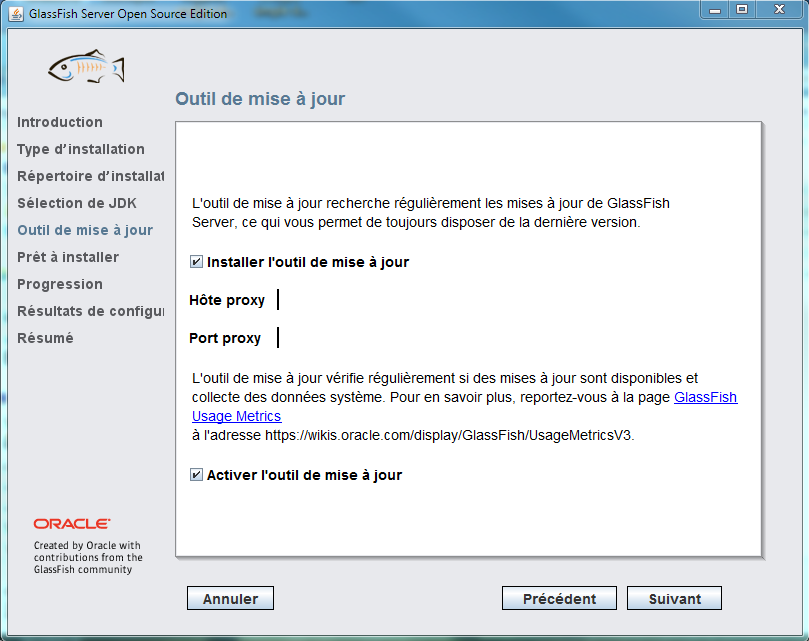 GlassFish Server Open Source Edition
Outil de mise à jour
Introduction
Type d'installation
Répertoire d'installat
Sélection de JDK
Outil de mise à jour
Prêt à installer
Progression
Résultats de configur
Résumé
L'outil de mise à jour recherche régulièrement les mises à jour de GlassFish
Server, ce qui vous permet de toujours disposer de la dernière version.
Installer l'outil de mise à jour
Hôte proxy
Port proxy
L'outil de mise à jour vérifie régulièrement si des mises à jour sont disponibles et
collecte des données système. Pour en savoir plus, reportez-vous à la page GlassFish
Usage Metrics
à l'adresse https://wikis.oracle.com/display/GlassFish/UsageMetricsV3.
Activer l'outil de mise à jour
ORACLE
Created by Oracle with
contributions from the
GlassFish community
Annuler
Précédent
Suivant